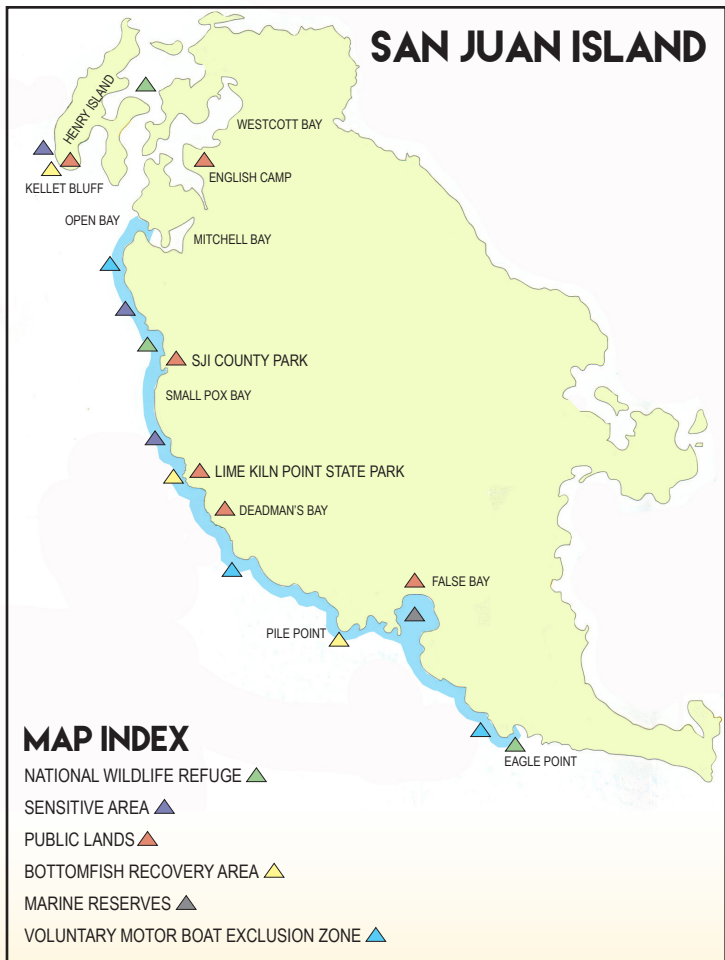 SAN JUAN ISLAND
HENRY ISLAND
WESTCOTT BAY
ENGLISH CAMP
KELLET BLUFF
OPEN BAY
MITCHELL BAY
SJI COUNTY PARK
SMALL POX BAY
LIME KILN POINT STATE PARK
DEADMAN'S BAY
FALSE BAY
PILE POINT
EAGLE POINT
MAP INDEX
NATIONAL WILDLIFE REFUGE
SENSITIVE AREA
PUBLIC LANDS
BOTTOMFISH RECOVERY AREA
MARINE RESERVES
VOLUNTARY MOTOR BOAT EXCLUSION ZONE